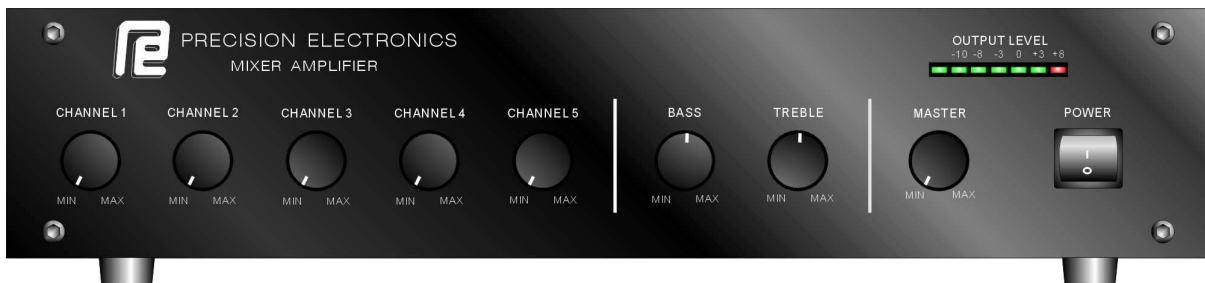 PRECISION ELECTRONICS
MIXER AMPLIFIER
OUTPUT LEVEL
-10 -8 -3 0 +3 +8
CHANNEL 1 CHANNEL 2 CHANNEL 3 CHANNEL 4 CHANNEL 5 BASS TREBLE MASTER POWER
MIN MAX MIN MAX MIN MAX MIN MAX MIN MAX MIN MAX MIN MAX MIN MAX